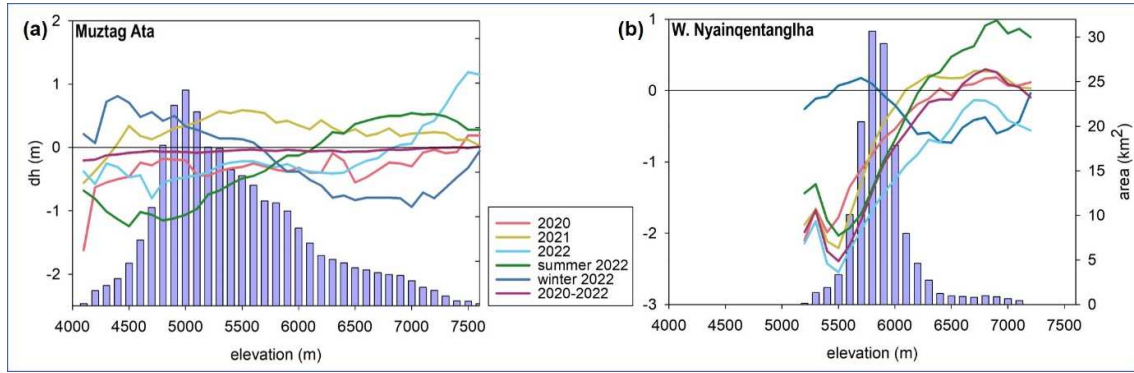 (a) Muztag Ata
2
1
0
-1
-2
dh (m)
4000 4500 5000 5500 6000 6500 7000 7500
elevation (m)
2020
2021
2022
summer 2022
winter 2022
2020-2022
(b) W. Nyainqentanglha
1
0
-1
-2
-3
30
25
20
15
10
5
0
area (km²)
4000 4500 5000 5500 6000 6500 7000 7500
elevation (m)